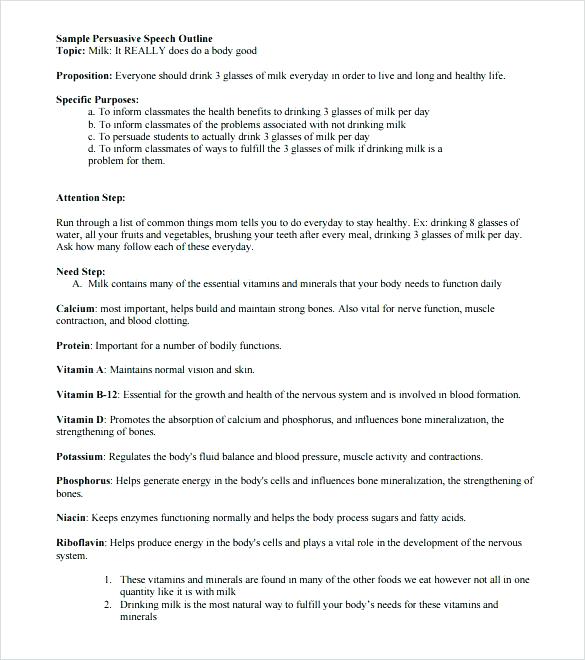 Sample Persuasive Speech Outline
Topic: Milk: It REALLY does do a body good
Proposition: Everyone should drink 3 glasses of milk everyday in order to live and long and healthy life.
Specific Purposes:
a. To inform classmates the health benefits to drinking 3 glasses of milk per day
b. To inform classmates of the problems associated with not drinking milk
c. To persuade students to actually drink 3 glasses of milk per day
d. To inform classmates of ways to fulfill the 3 glasses of milk if drinking milk is a
problem for them.
Attention Step:
Run through a list of common things mom tells you to do everyday to stay healthy. Ex: drinking 8 glasses of
water, all your fruits and vegetables, brushing your teeth after every meal, drinking 3 glasses of milk per day.
Ask how many follow each of these everyday.
Need Step:
A. Milk contains many of the essential vitamins and minerals that your body needs to function daily
Calcium: most important, helps build and maintain strong bones. Also vital for nerve function, muscle
contraction, and blood clotting.
Protein: Important for a number of bodily functions.
Vitamin A: Maintains normal vision and skin.
Vitamin B-12: Essential for the growth and health of the nervous system and is involved in blood formation.
Vitamin D: Promotes the absorption of calcium and phosphorus, and influences bone mineralization, the
strengthening of bones.
Potassium: Regulates the body's fluid balance and blood pressure, muscle activity and contractions.
Phosphorus: Helps generate energy in the body's cells and influences bone mineralization, the strengthening of
bones.
Niacin: Keeps enzymes functioning normally and helps the body process sugars and fatty acids.
Riboflavin: Helps produce energy in the body's cells and plays a vital role in the development of the nervous
system.
1. These vitamins and minerals are found in many of the other foods we eat however not all in one
quantity like it is with milk
2. Drinking milk is the most natural way to fulfill your body’s needs for these vitamins and
minerals